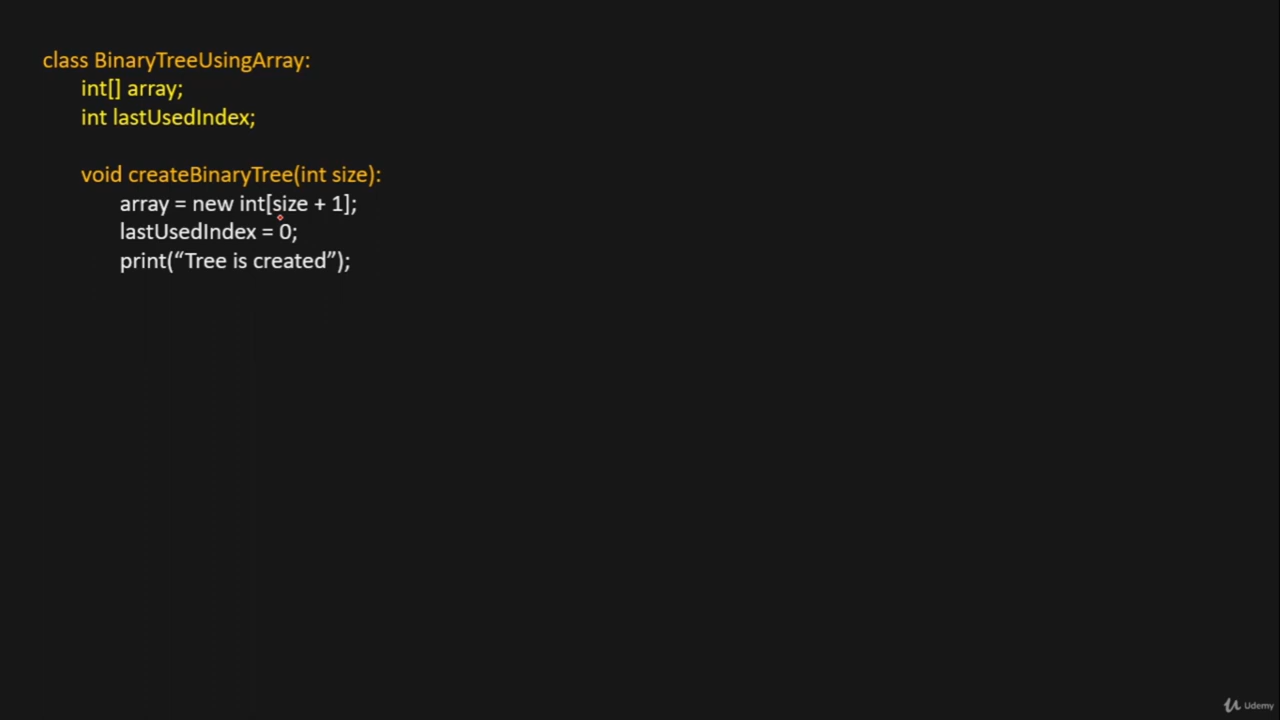 class BinaryTreeUsingArray:
int[] array;
int lastUsedIndex;
void createBinaryTree(int size):
array = new int[size + 1];
lastUsedIndex = 0;
print(“Tree is created”);
Udemy